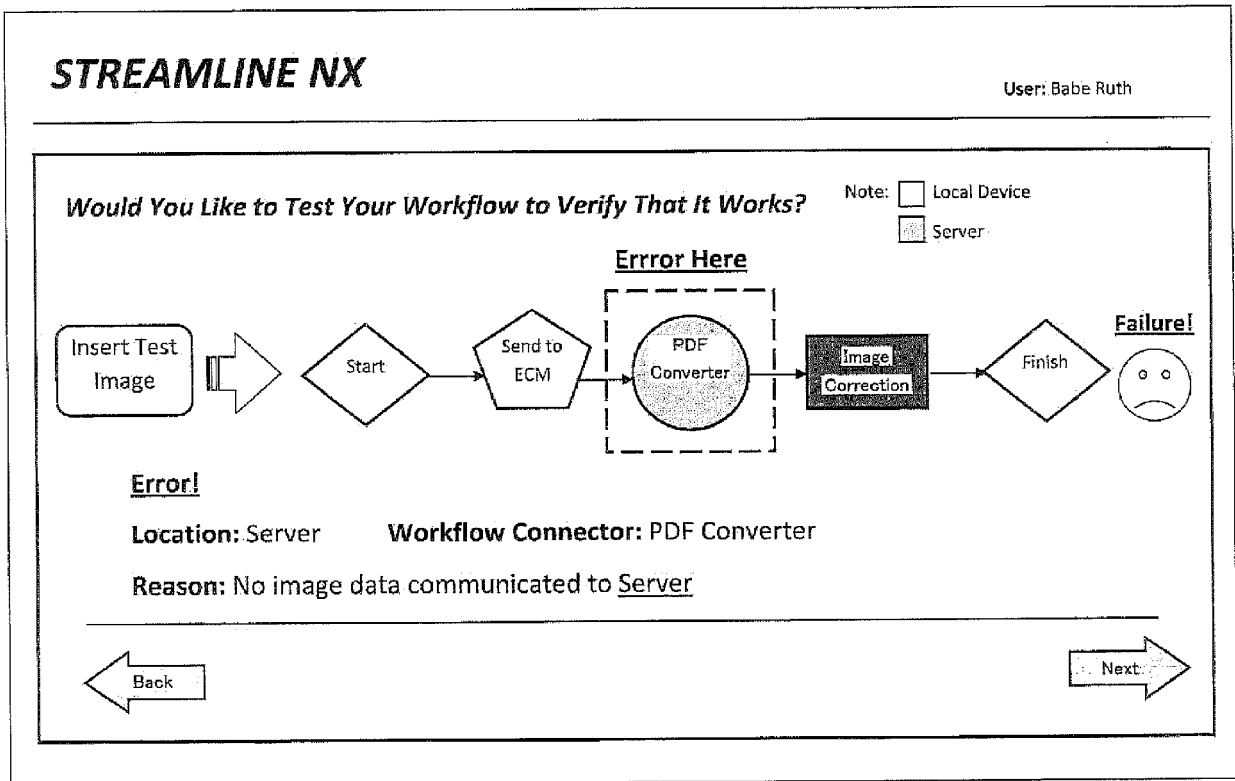 STREAMLINE NX
User: Babe Ruth
Would You Like to Test Your Workflow to Verify That It Works?
Note: Local Device
Server
Errror Here
Insert Test
Image
Start
Send to
ECM
PDF
Converter
Image
Correction
Finish
Failure!
Error!
Location: Server Workflow Connector: PDF Converter
Reason: No image data communicated to Server
Back
Next